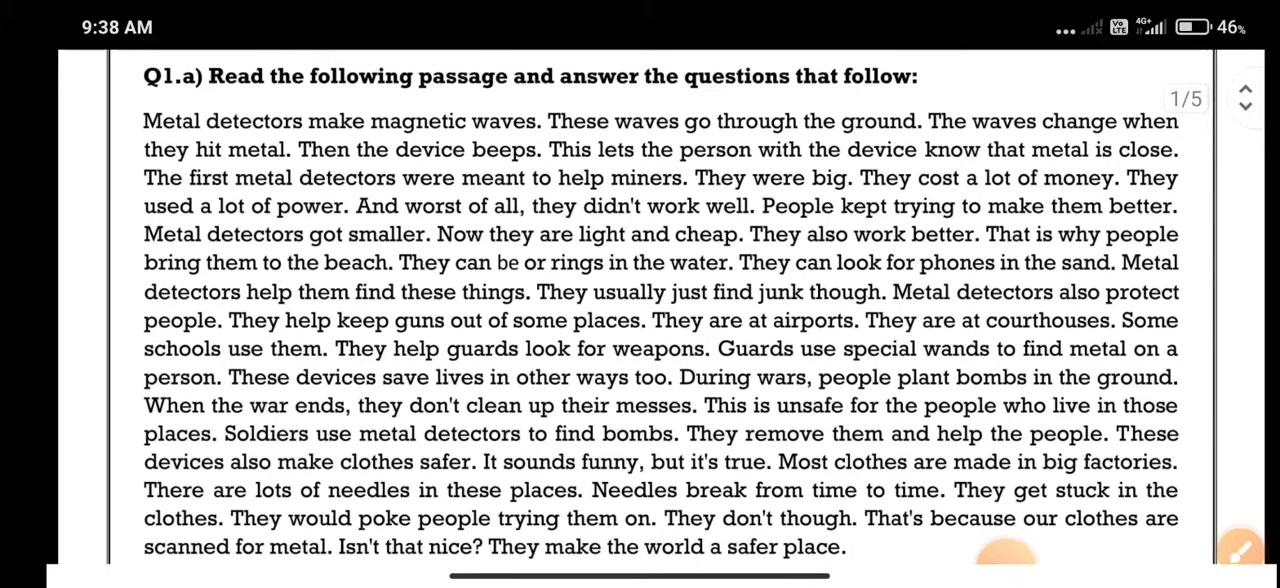 9:38 AM
Vo LTE 4G+ 46%
Q1.a) Read the following passage and answer the questions that follow:
1/5
Metal detectors make magnetic waves. These waves go through the ground. The waves change when
they hit metal. Then the device beeps. This lets the person with the device know that metal is close.
The first metal detectors were meant to help miners. They were big. They cost a lot of money. They
used a lot of power. And worst of all, they didn't work well. People kept trying to make them better.
Metal detectors got smaller. Now they are light and cheap. They also work better. That is why people
bring them to the beach. They can be or rings in the water. They can look for phones in the sand. Metal
detectors help them find these things. They usually just find junk though. Metal detectors also protect
people. They help keep guns out of some places. They are at airports. They are at courthouses. Some
schools use them. They help guards look for weapons. Guards use special wands to find metal on a
person. These devices save lives in other ways too. During wars, people plant bombs in the ground.
When the war ends, they don't clean up their messes. This is unsafe for the people who live in those
places. Soldiers use metal detectors to find bombs. They remove them and help the people. These
devices also make clothes safer. It sounds funny, but it's true. Most clothes are made in big factories.
There are lots of needles in these places. Needles break from time to time. They get stuck in the
clothes. They would poke people trying them on. They don't though. That's because our clothes are
scanned for metal. Isn't that nice? They make the world a safer place.